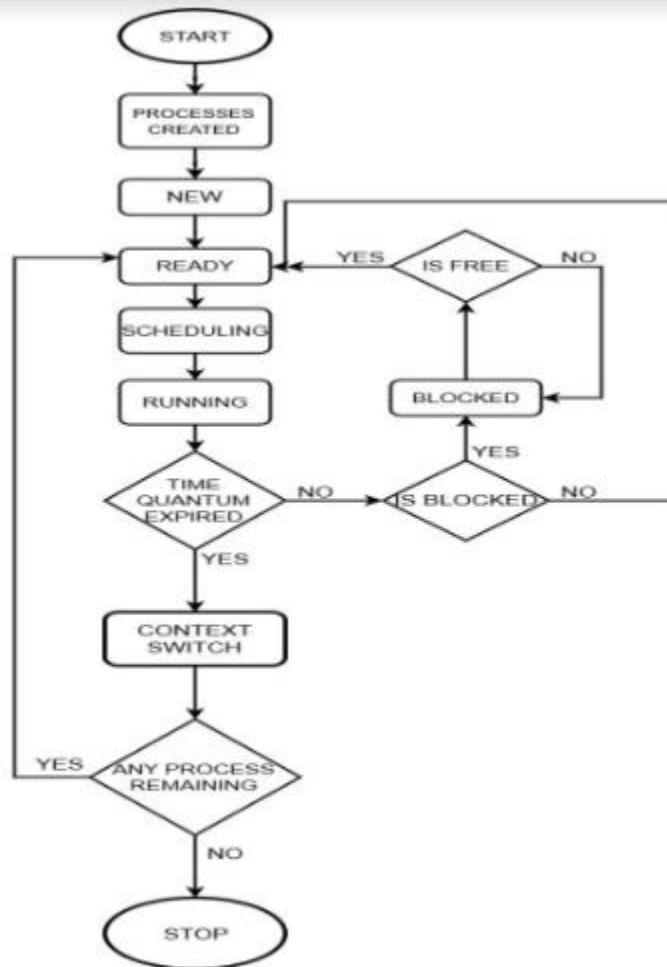 START
PROCESSES
CREATED
NEW
READY
YES
IS FREE
NO
SCHEDULING
RUNNING
BLOCKED
YES
TIME
QUANTUM
EXPIRED
NO
IS BLOCKED
NO
YES
CONTEXT
SWITCH
YES
ANY PROCESS
REMAINING
NO
STOP